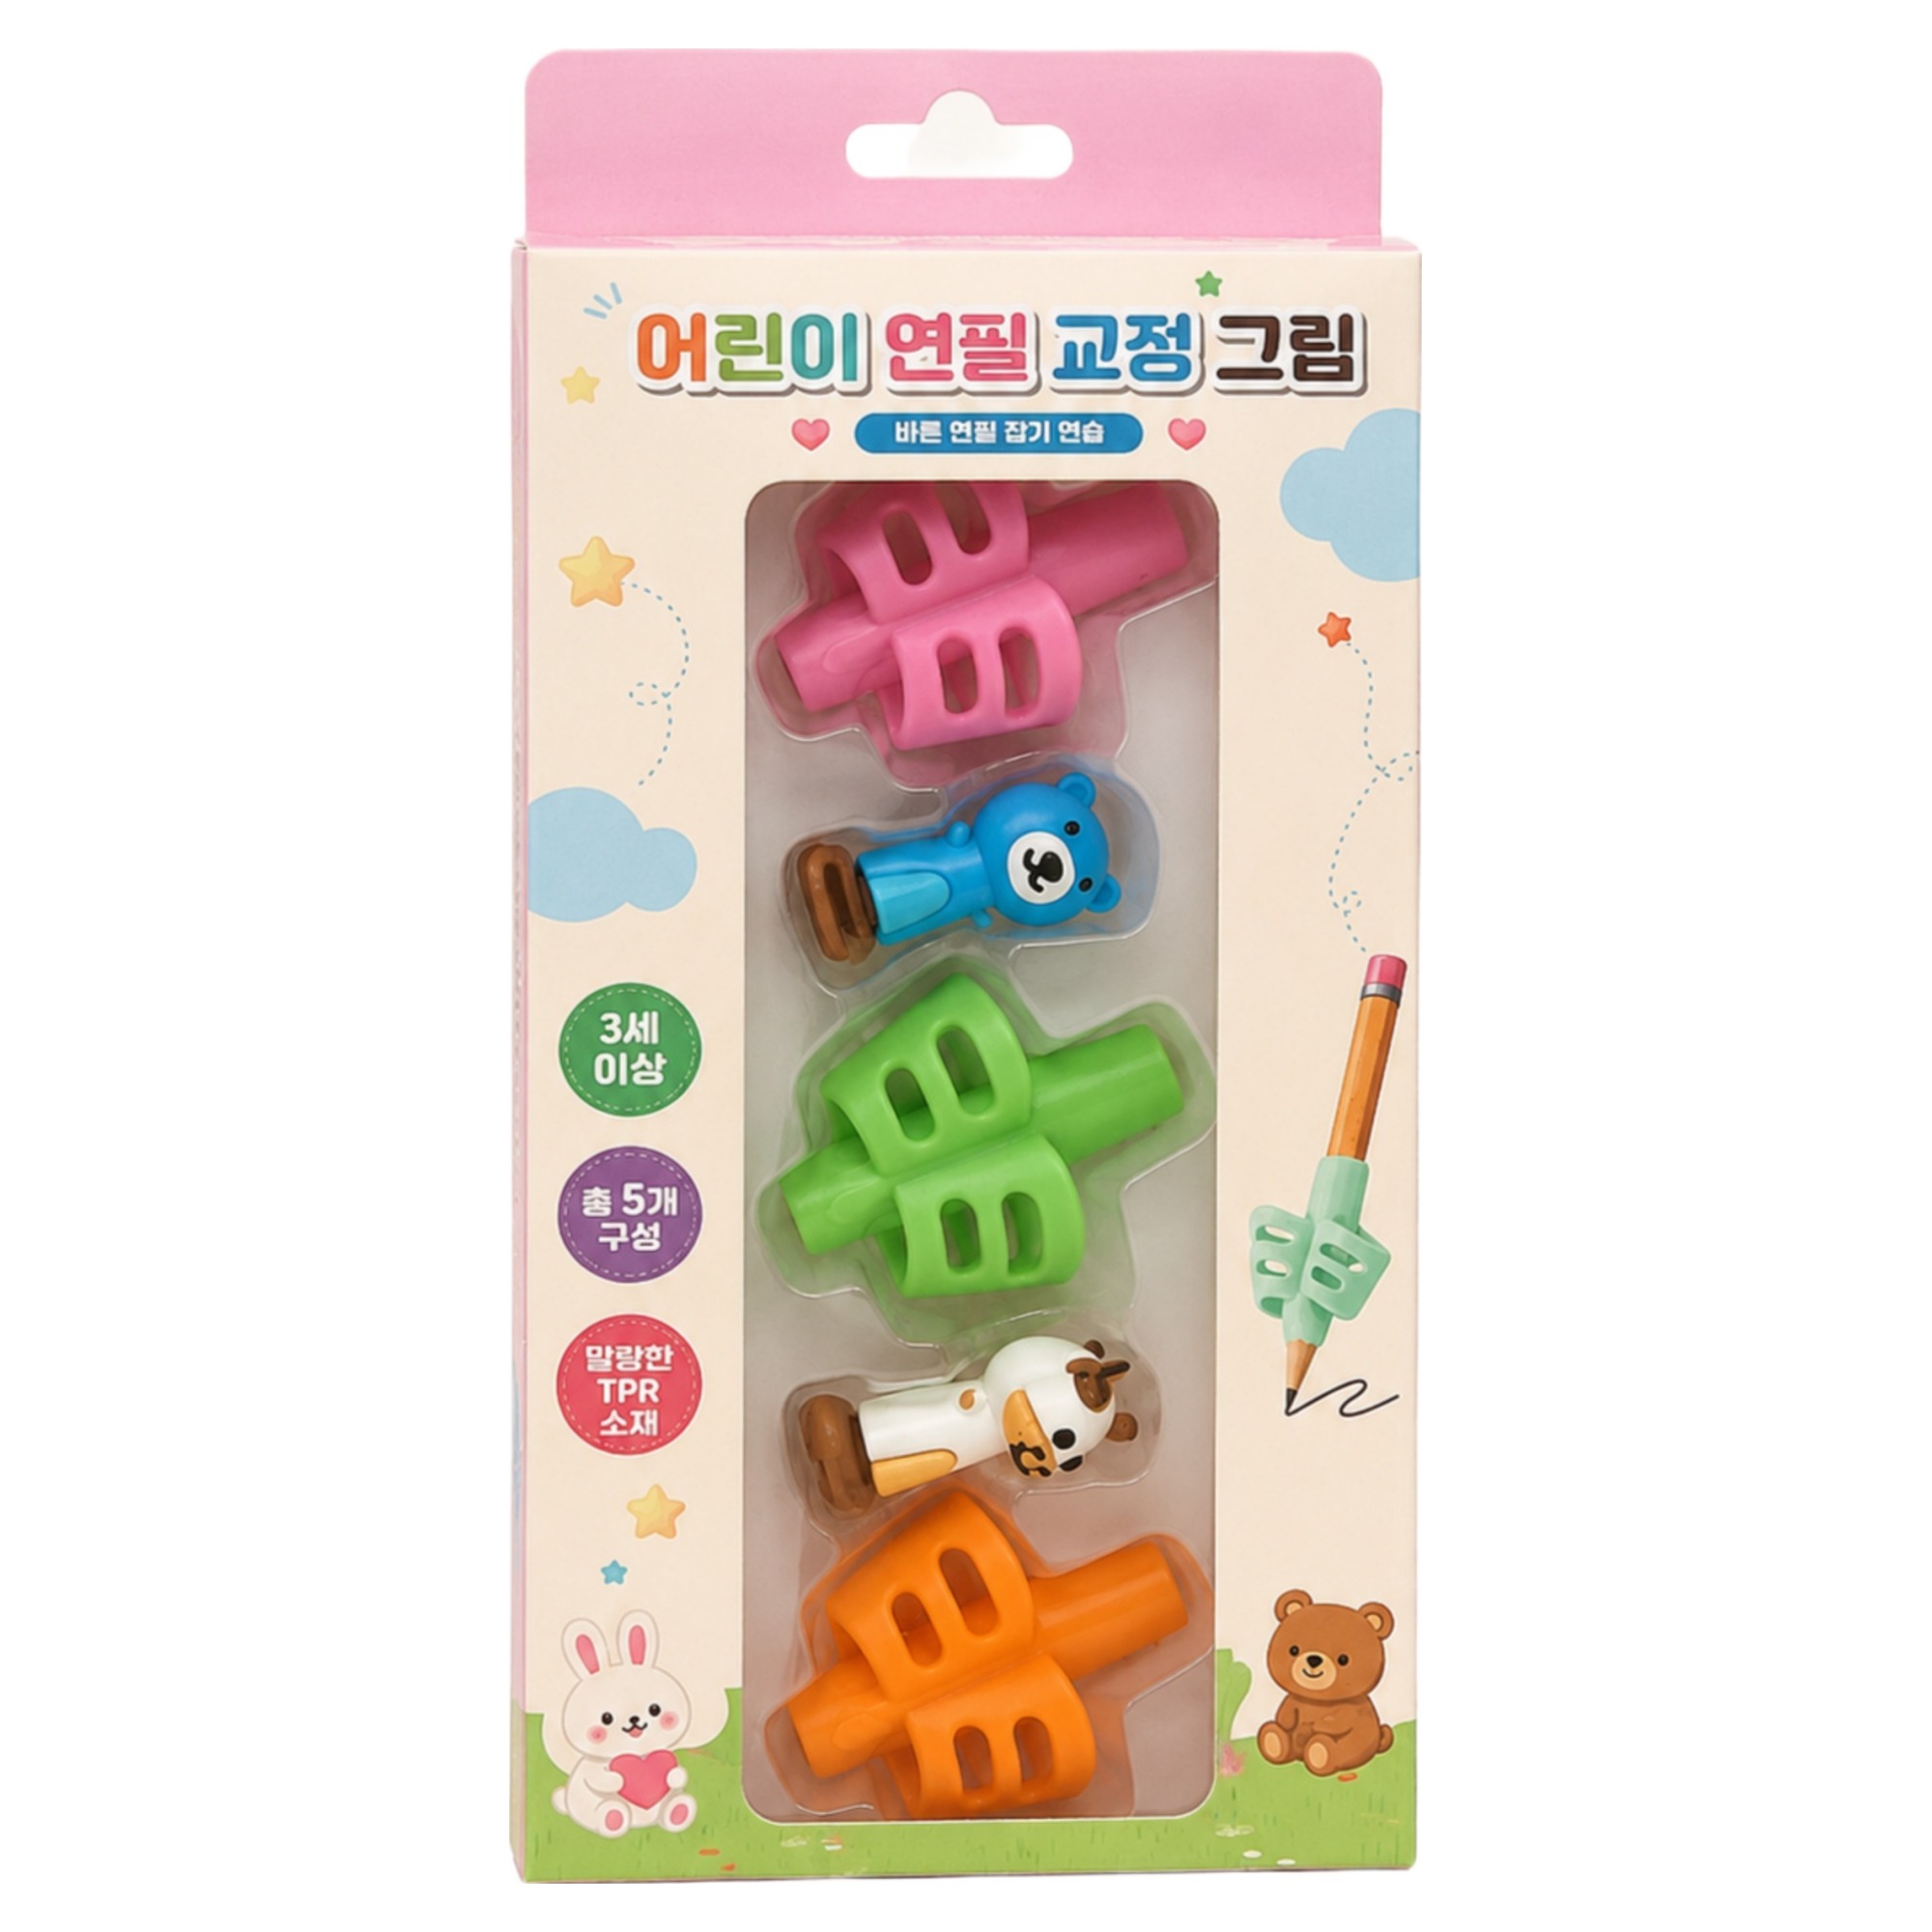 어린이 연필 교정 그립
바른 연필 잡기 연습
3세
이상
총 5개
구성
말랑한
TPR
소재